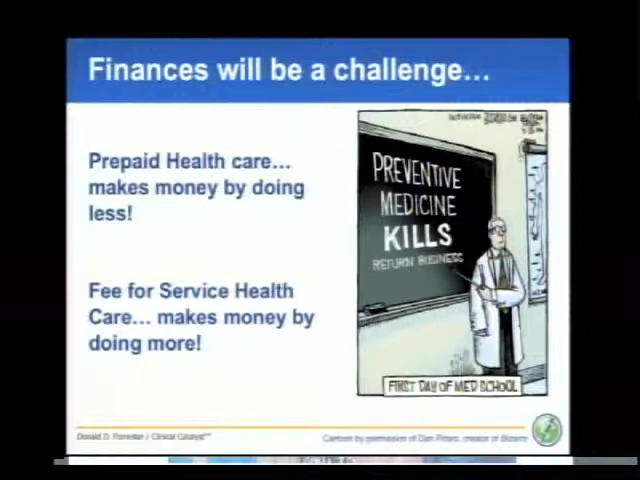 Finances will be a challenge…
Prepaid Health care…
makes money by doing
less!
Fee for Service Health
Care… makes money by
doing more!
PREVENTIVE
MEDICINE
KILLS
RETURN BUSINESS
FIRST DAY OF MED SCHOOL
Donald D. Forrester / Clinical Catalyst
Cartoon by permission of Dan Piraro, creator of Bizarro